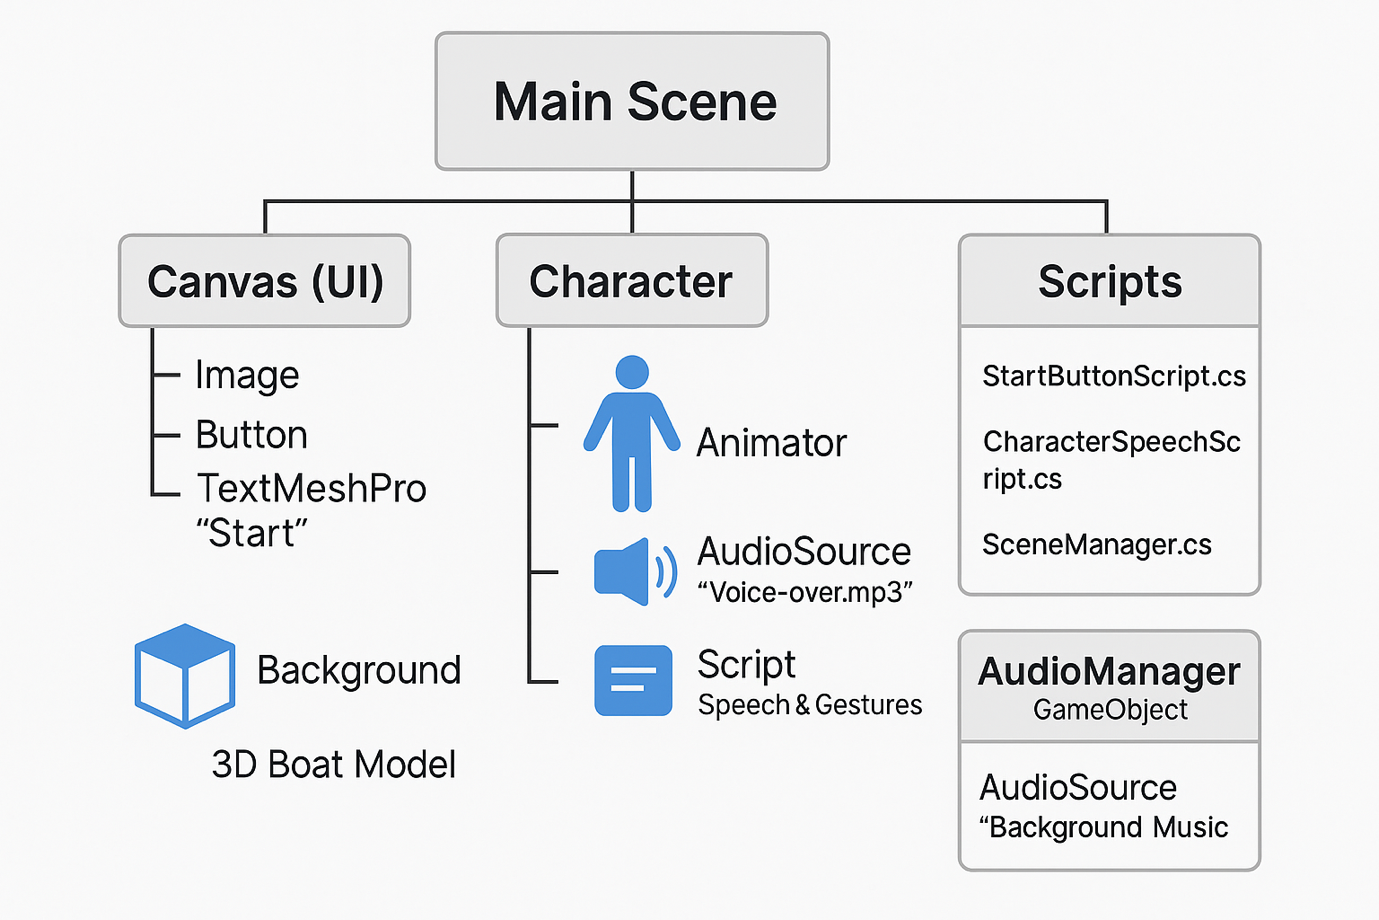 Main Scene
Canvas (UI)
Image
Button
TextMeshPro
“Start”
Background
3D Boat Model
Character
Animator
AudioSource
“Voice-over.mp3”
Script
Speech & Gestures
Scripts
StartButtonScript.cs
CharacterSpeechSc
ript.cs
SceneManager.cs
AudioManager
GameObject
AudioSource
“Background Music